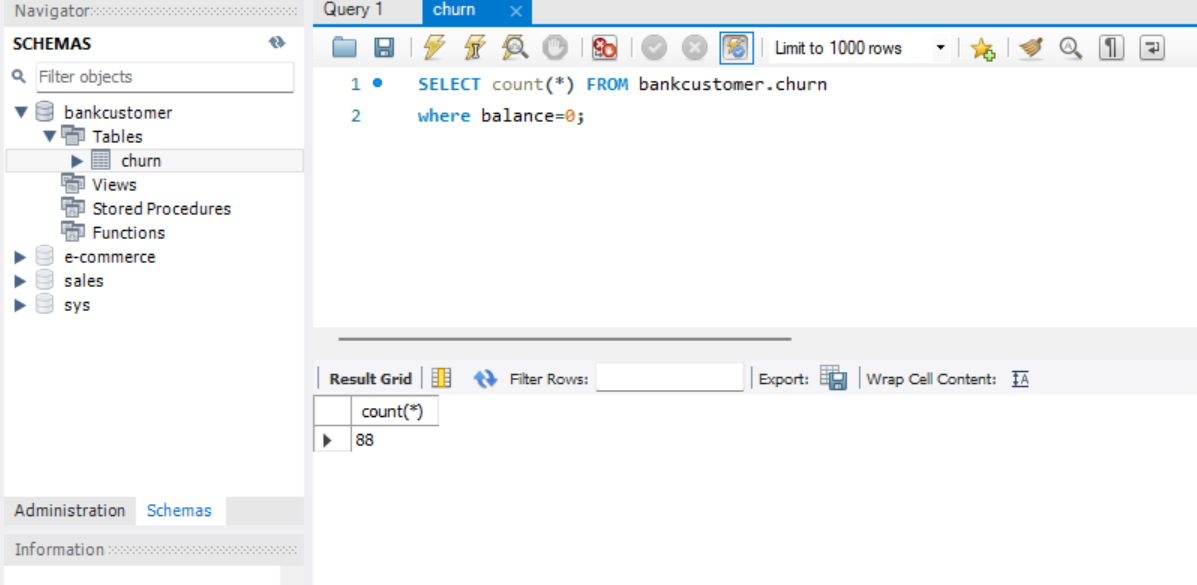 Navigator
SCHEMAS
Filter objects
bankcustomer
Tables
churn
Views
Stored Procedures
Functions
e-commerce
sales
sys
Administration Schemas
Information
Query 1 churn
Limit to 1000 rows
1 SELECT count(*) FROM bankcustomer.churn
2 where balance=0;
Result Grid Filter Rows: Export: Wrap Cell Content: IA
count(*)
88